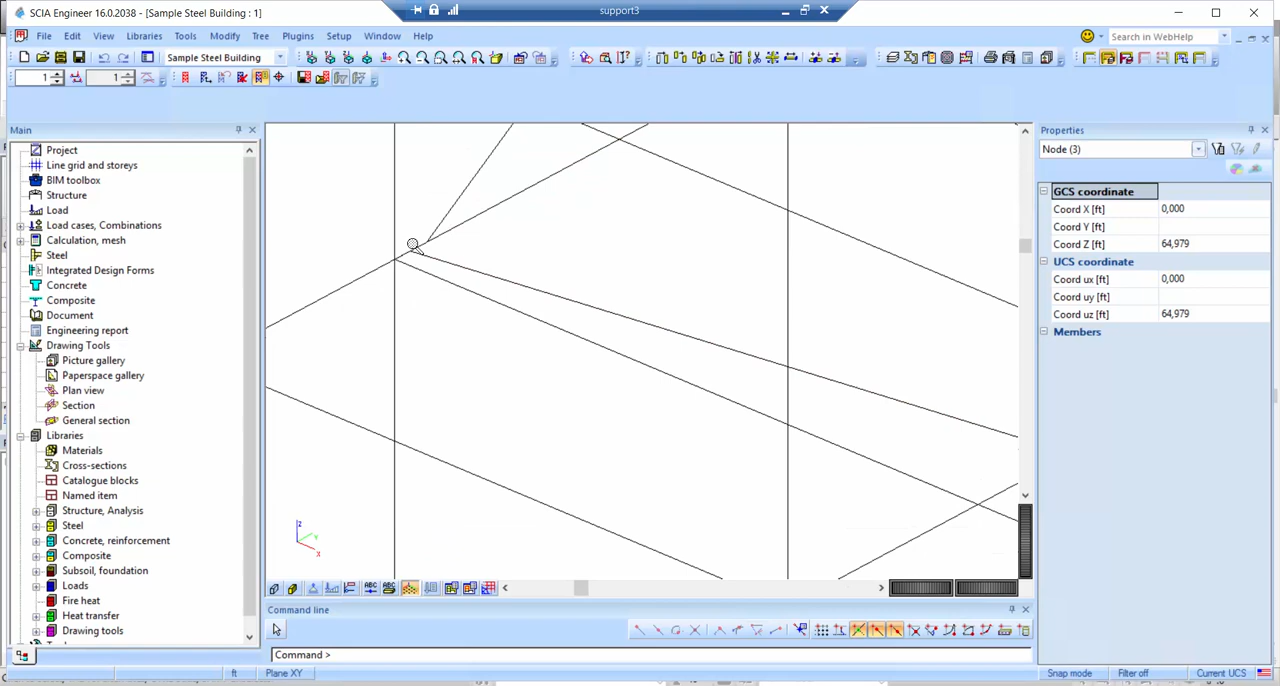 SCIA Engineer 16.0.2038 - [Sample Steel Building : 1]
support3
File Edit View Libraries Tools Modify Tree Plugins Setup Window Help
Search in WebHelp
Sample Steel Building
1
1
Main
Project
Line grid and storeys
BIM toolbox
Structure
Load
Load cases, Combinations
Calculation, mesh
Steel
Integrated Design Forms
Concrete
Composite
Document
Engineering report
Drawing Tools
Picture gallery
Paperspace gallery
Plan view
Section
General section
Libraries
Materials
Cross-sections
Catalogue blocks
Named item
Structure, Analysis
Steel
Concrete, reinforcement
Composite
Subsoil, foundation
Loads
Fire heat
Heat transfer
Drawing tools
z
x
ABC
ABC
Properties
Node (3)
GCS coordinate
Coord X [ft] 0,000
Coord Y [ft]
Coord Z [ft] 64,979
UCS coordinate
Coord ux [ft] 0,000
Coord uy [ft]
Coord uz [ft] 64,979
Members
Command line
Command >
ft
Plane XY
Snap mode
Filter off
Current UCS